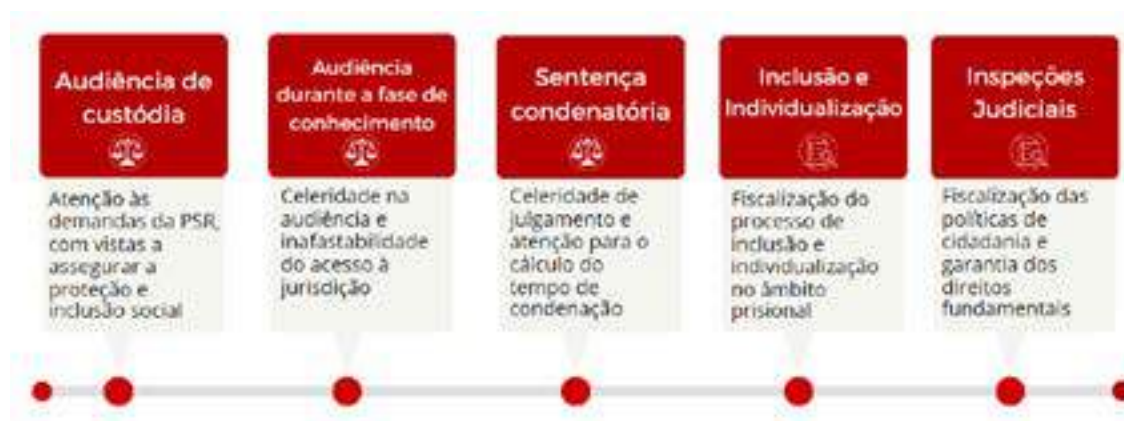 Audiência de
custódia
Atenção às
demandas da PSR,
com vistas a
assegurar a
proteção e
inclusão social
Audiência
durante a fase de
conhecimento
Celeridade na
audiência e
inafastabilidade
do acesso à
jurisdição
Sentença
condenatória
Celeridade de
julgamento e
atenção para o
cálculo do
tempo de
condenação
Inclusão e
Individualização
Fiscalização do
processo de
inclusão e
individualização
no âmbito
prisional
Inspeções
Judiciais
Fiscalização das
políticas de
cidadania e
garantia dos
direitos
fundamentais